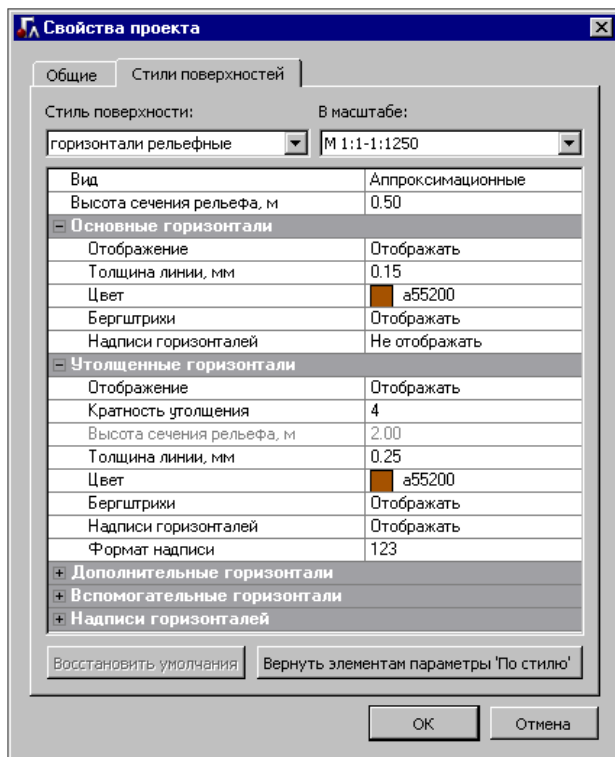 Свойства проекта
Общие Стили поверхностей
Стиль поверхности: В масштабе:
горизонтали рельефные М 1:1-1:1250
Вид Аппроксимационные
Высота сечения рельефа, м 0.50
Основные горизонтали
Отображение Отображать
Толщина линии, мм 0.15
Цвет a55200
Бергштрихи Отображать
Надписи горизонталей Не отображать
Утолщенные горизонтали
Отображение Отображать
Кратность утолщения 4
Высота сечения рельефа, м 2.00
Толщина линии, мм 0.25
Цвет a55200
Бергштрихи Отображать
Надписи горизонталей Отображать
Формат надписи 123
Дополнительные горизонтали
Вспомогательные горизонтали
Надписи горизонталей
Восстановить умолчания Вернуть элементам параметры 'По стилю'
ОК Отмена